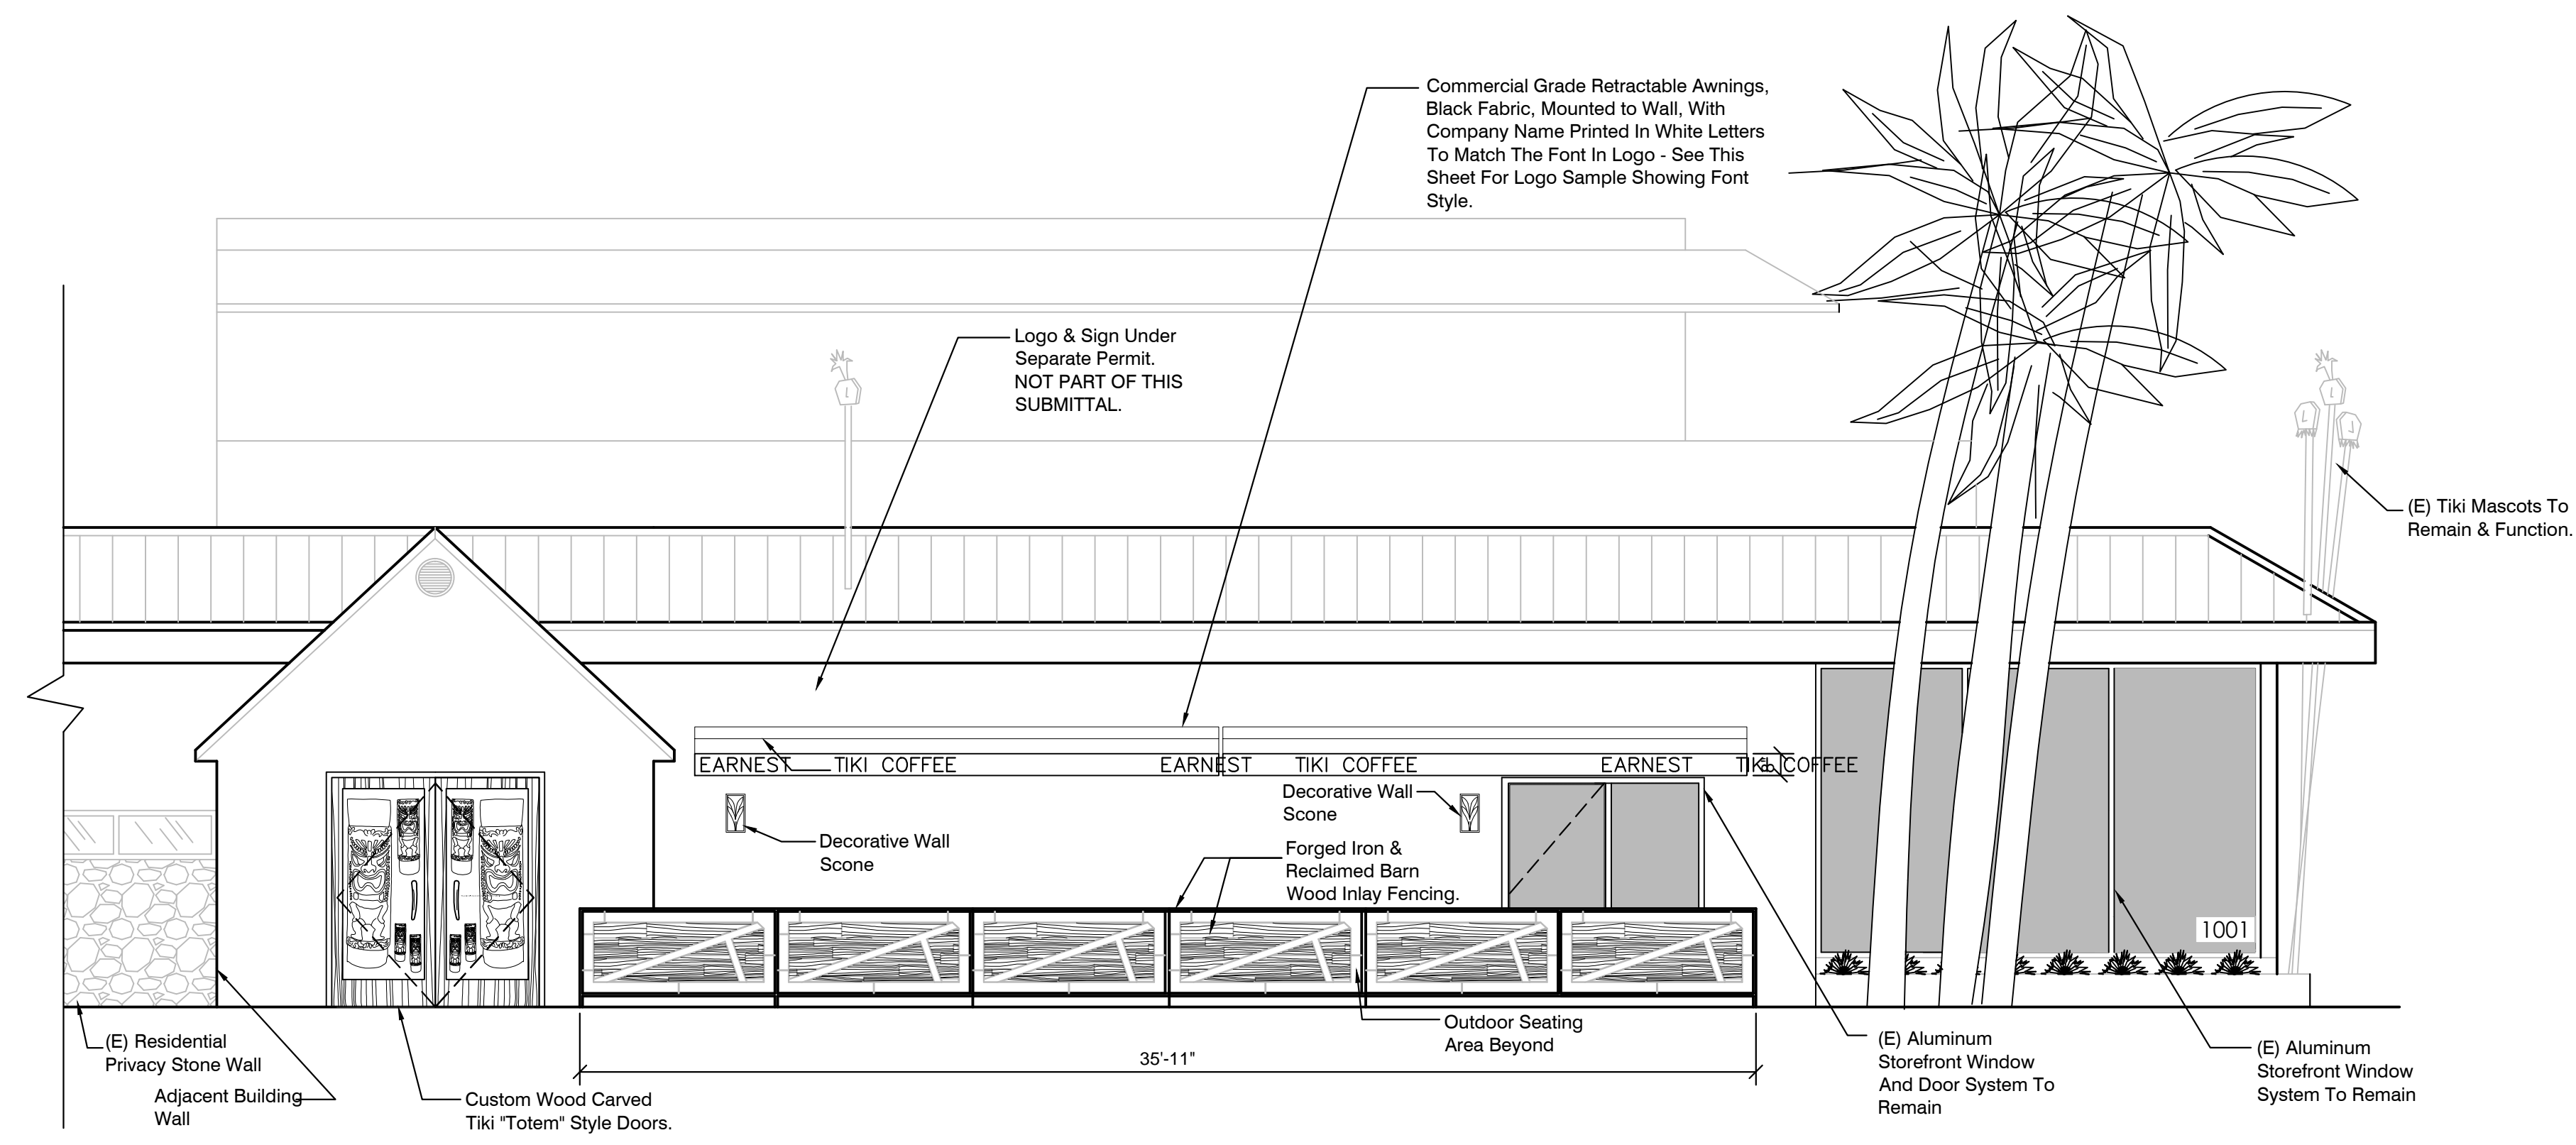 Commercial Grade Retractable Awnings,
Black Fabric, Mounted to Wall, With
Company Name Printed In White Letters
To Match The Font In Logo - See This
Sheet For Logo Sample Showing Font
Style.
Logo & Sign Under
Separate Permit.
NOT PART OF THIS
SUBMITTAL.
(E) Tiki Mascots To
Remain & Function.
EARNEST TIKI COFFEE EARNEST TIKI COFFEE EARNEST TIKI COFFEE
Decorative Wall
Scone
Decorative Wall
Scone
Forged Iron &
Reclaimed Barn
Wood Inlay Fencing.
1001
Outdoor Seating
Area Beyond
35'-11"
(E) Residential
Privacy Stone Wall
Adjacent Building
Wall
Custom Wood Carved
Tiki "Totem" Style Doors.
(E) Aluminum
Storefront Window
And Door System To
Remain
(E) Aluminum
Storefront Window
System To Remain